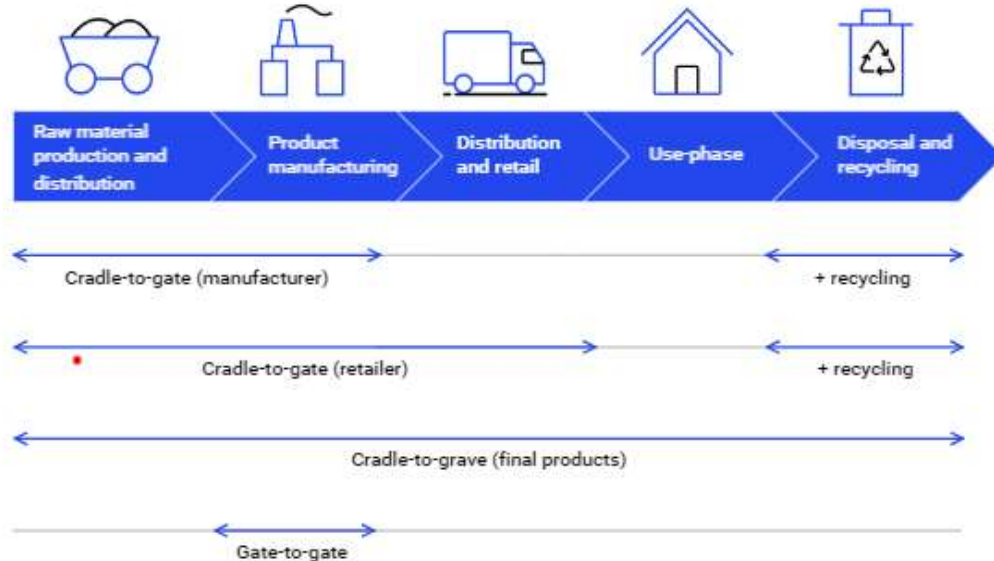 Raw material
production and
distribution
Product
manufacturing
Distribution
and retail
Use-phase
Disposal and
recycling
Cradle-to-gate (manufacturer)
+ recycling
Cradle-to-gate (retailer)
+ recycling
Cradle-to-grave (final products)
Gate-to-gate